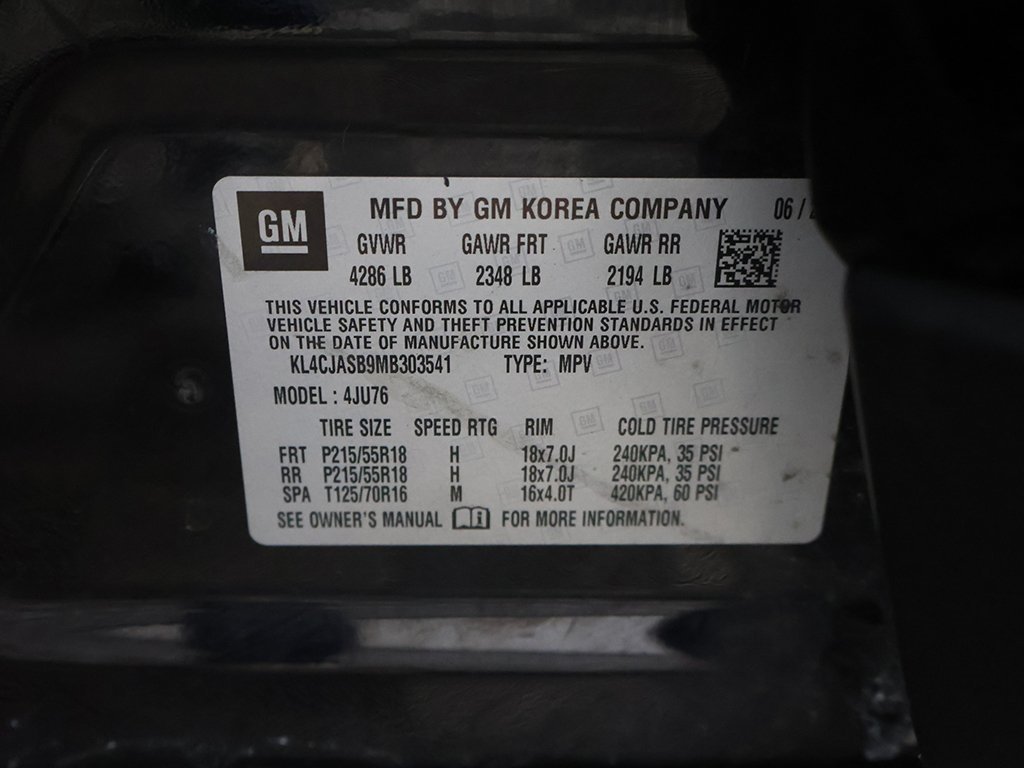 GM
MFD BY GM KOREA COMPANY 06 /
GVWR GAWR FRT GAWR RR
4286 LB 2348 LB 2194 LB
THIS VEHICLE CONFORMS TO ALL APPLICABLE U.S. FEDERAL MOTOR
VEHICLE SAFETY AND THEFT PREVENTION STANDARDS IN EFFECT
ON THE DATE OF MANUFACTURE SHOWN ABOVE.
KL4CJASB9MB303541 TYPE: MPV
MODEL : 4JU76
TIRE SIZE SPEED RTG RIM COLD TIRE PRESSURE
FRT P215/55R18 H 18x7.0J 240KPA, 35 PSI
RR P215/55R18 H 18x7.0J 240KPA, 35 PSI
SPA T125/70R16 M 16x4.0T 420KPA, 60 PSI
SEE OWNER'S MANUAL FOR MORE INFORMATION.